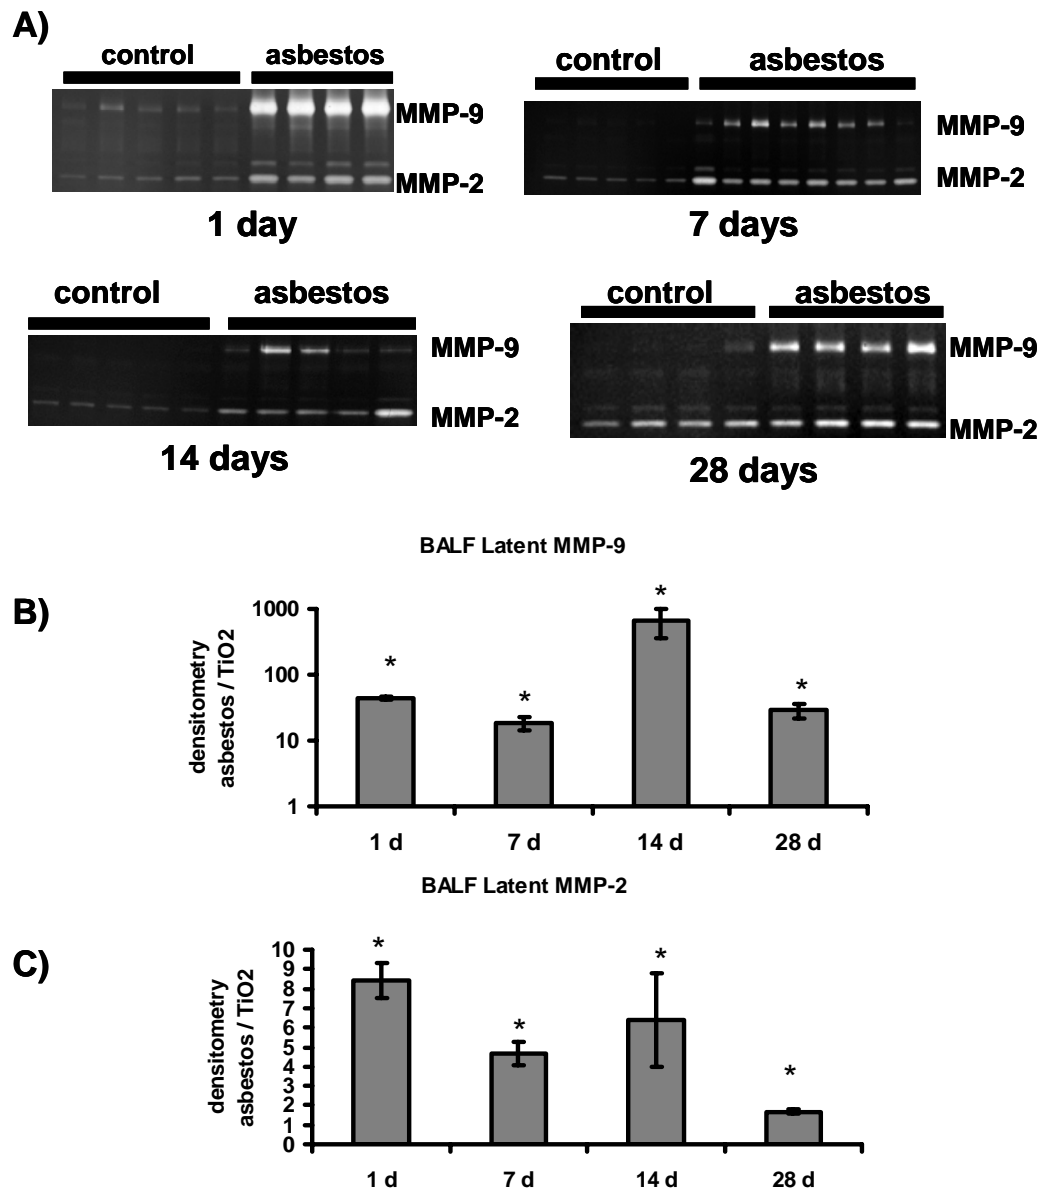 A)
control asbestos
MMP-9
MMP-2
1 day
control asbestos
MMP-9
MMP-2
7 days
control asbestos
MMP-9
MMP-2
14 days
control asbestos
MMP-9
MMP-2
28 days
BALF Latent MMP-9
B)
densitometry
asbestos / TiO2
1000
100
10
1
* * * *
1 d 7 d 14 d 28 d
BALF Latent MMP-2
C)
densitometry
asbestos / TiO2
10
9
8
7
6
5
4
3
2
1
0
* * * *
1 d 7 d 14 d 28 d